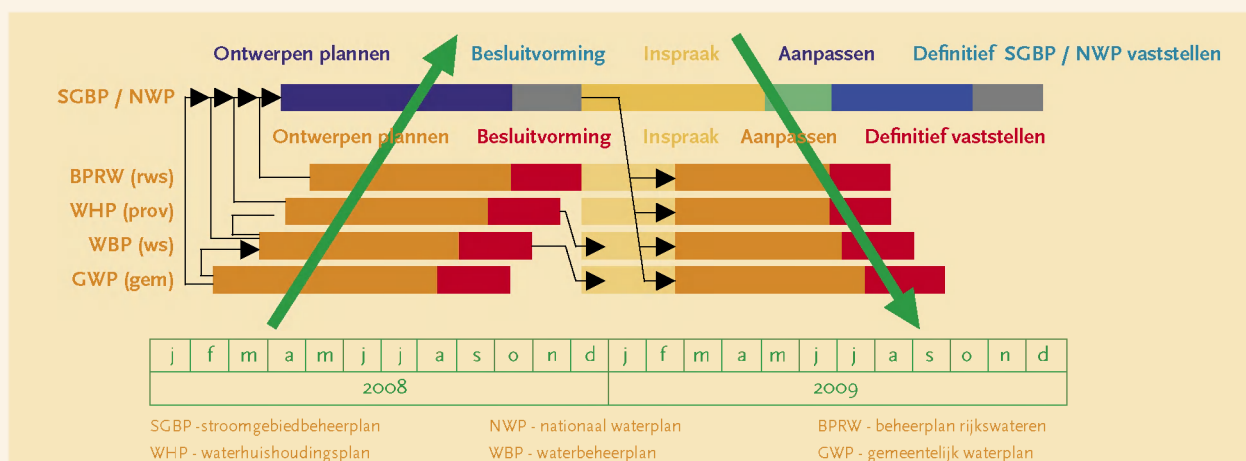 Ontwerpen plannen Besluitvorming Inspraak Aanpassen Definitief SGBP / NWP vaststellen
SGBP / NWP
Ontwerpen plannen Besluitvorming Inspraak Aanpassen Definitief vaststellen
BPRW (rws)
WHP (prov)
WBP (ws)
GWP (gem)
j f m a m j j a s o n d j f m a m j j a s o n d
2008 2009
SGBP -stroomgebiedbeheerplan NWP - nationaal waterplan BPRW - beheerplan rijkswateren
WHP - waterhuishoudingsplan WBP - waterbeheerplan GWP - gemeentelijk waterplan